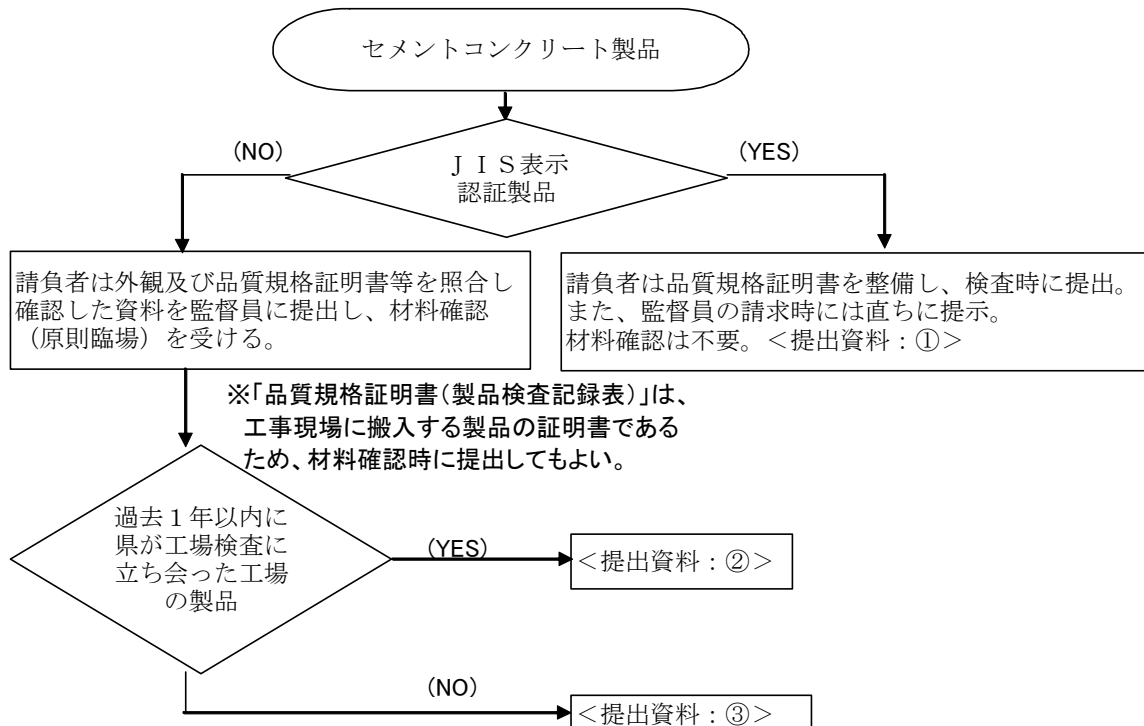 セメントコンクリート製品
(NO)
(YES)
ＪＩＳ表示
認証製品
請負者は外観及び品質規格証明書等を照合し
確認した資料を監督員に提出し、材料確認
（原則臨場）を受ける。
請負者は品質規格証明書を整備し、検査時に提出。
また、監督員の請求時には直ちに提示。
材料確認は不要。＜提出資料：①＞
※「品質規格証明書（製品検査記録表）」は、
工事現場に搬入する製品の証明書である
ため、材料確認時に提出してもよい。
過去１年以内に
県が工場検査に
立ち会った工場
の製品
(YES)
＜提出資料：②＞
(NO)
＜提出資料：③＞